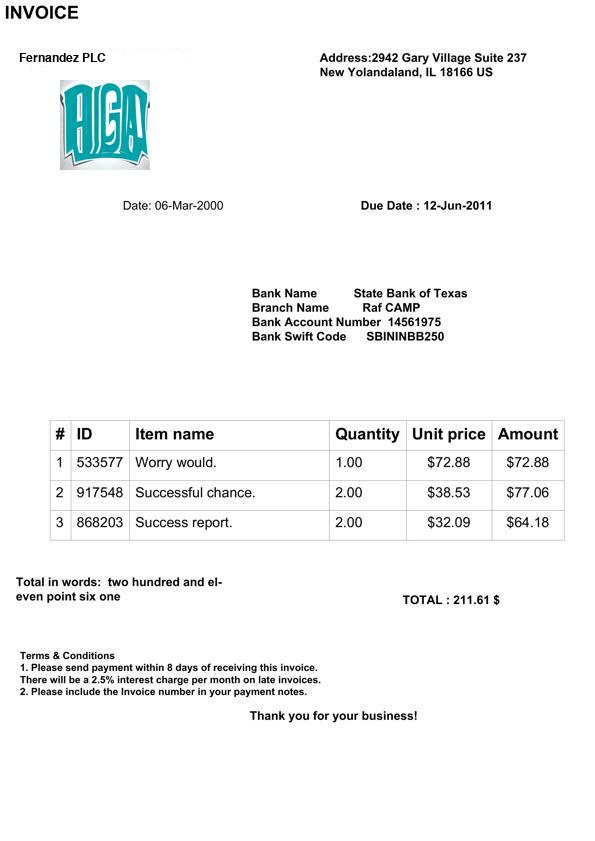 INVOICE
Fernandez PLC
Address:2942 Gary Village Suite 237
New Yolandaland, IL 18166 US
Date: 06-Mar-2000
Due Date : 12-Jun-2011
Bank Name State Bank of Texas
Branch Name Raf CAMP
Bank Account Number 14561975
Bank Swift Code SBININBB250
# ID Item name Quantity Unit price Amount
1 533577 Worry would. 1.00 $72.88 $72.88
2 917548 Successful chance. 2.00 $38.53 $77.06
3 868203 Success report. 2.00 $32.09 $64.18
Total in words: two hundred and el-
even point six one
TOTAL : 211.61 $
Terms & Conditions
1. Please send payment within 8 days of receiving this invoice.
There will be a 2.5% interest charge per month on late invoices.
2. Please include the Invoice number in your payment notes.
Thank you for your business!